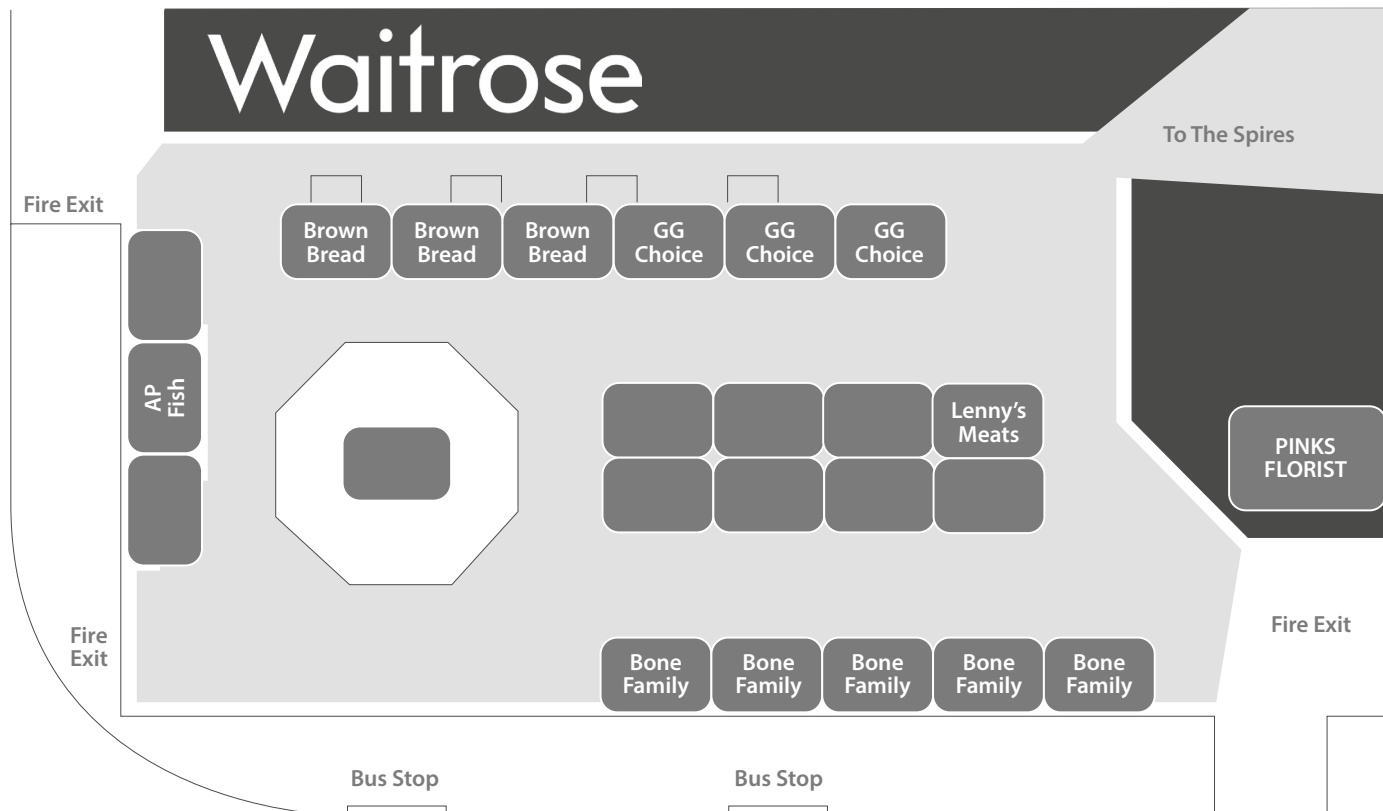 Waitrose
To The Spires
Fire Exit
Brown
Bread
Brown
Bread
Brown
Bread
GG
Choice
GG
Choice
GG
Choice
AP
Fish
Lenny’s
Meats
PINKS
FLORIST
Fire
Exit
Fire Exit
Bone
Family
Bone
Family
Bone
Family
Bone
Family
Bone
Family
Bus Stop
Bus Stop